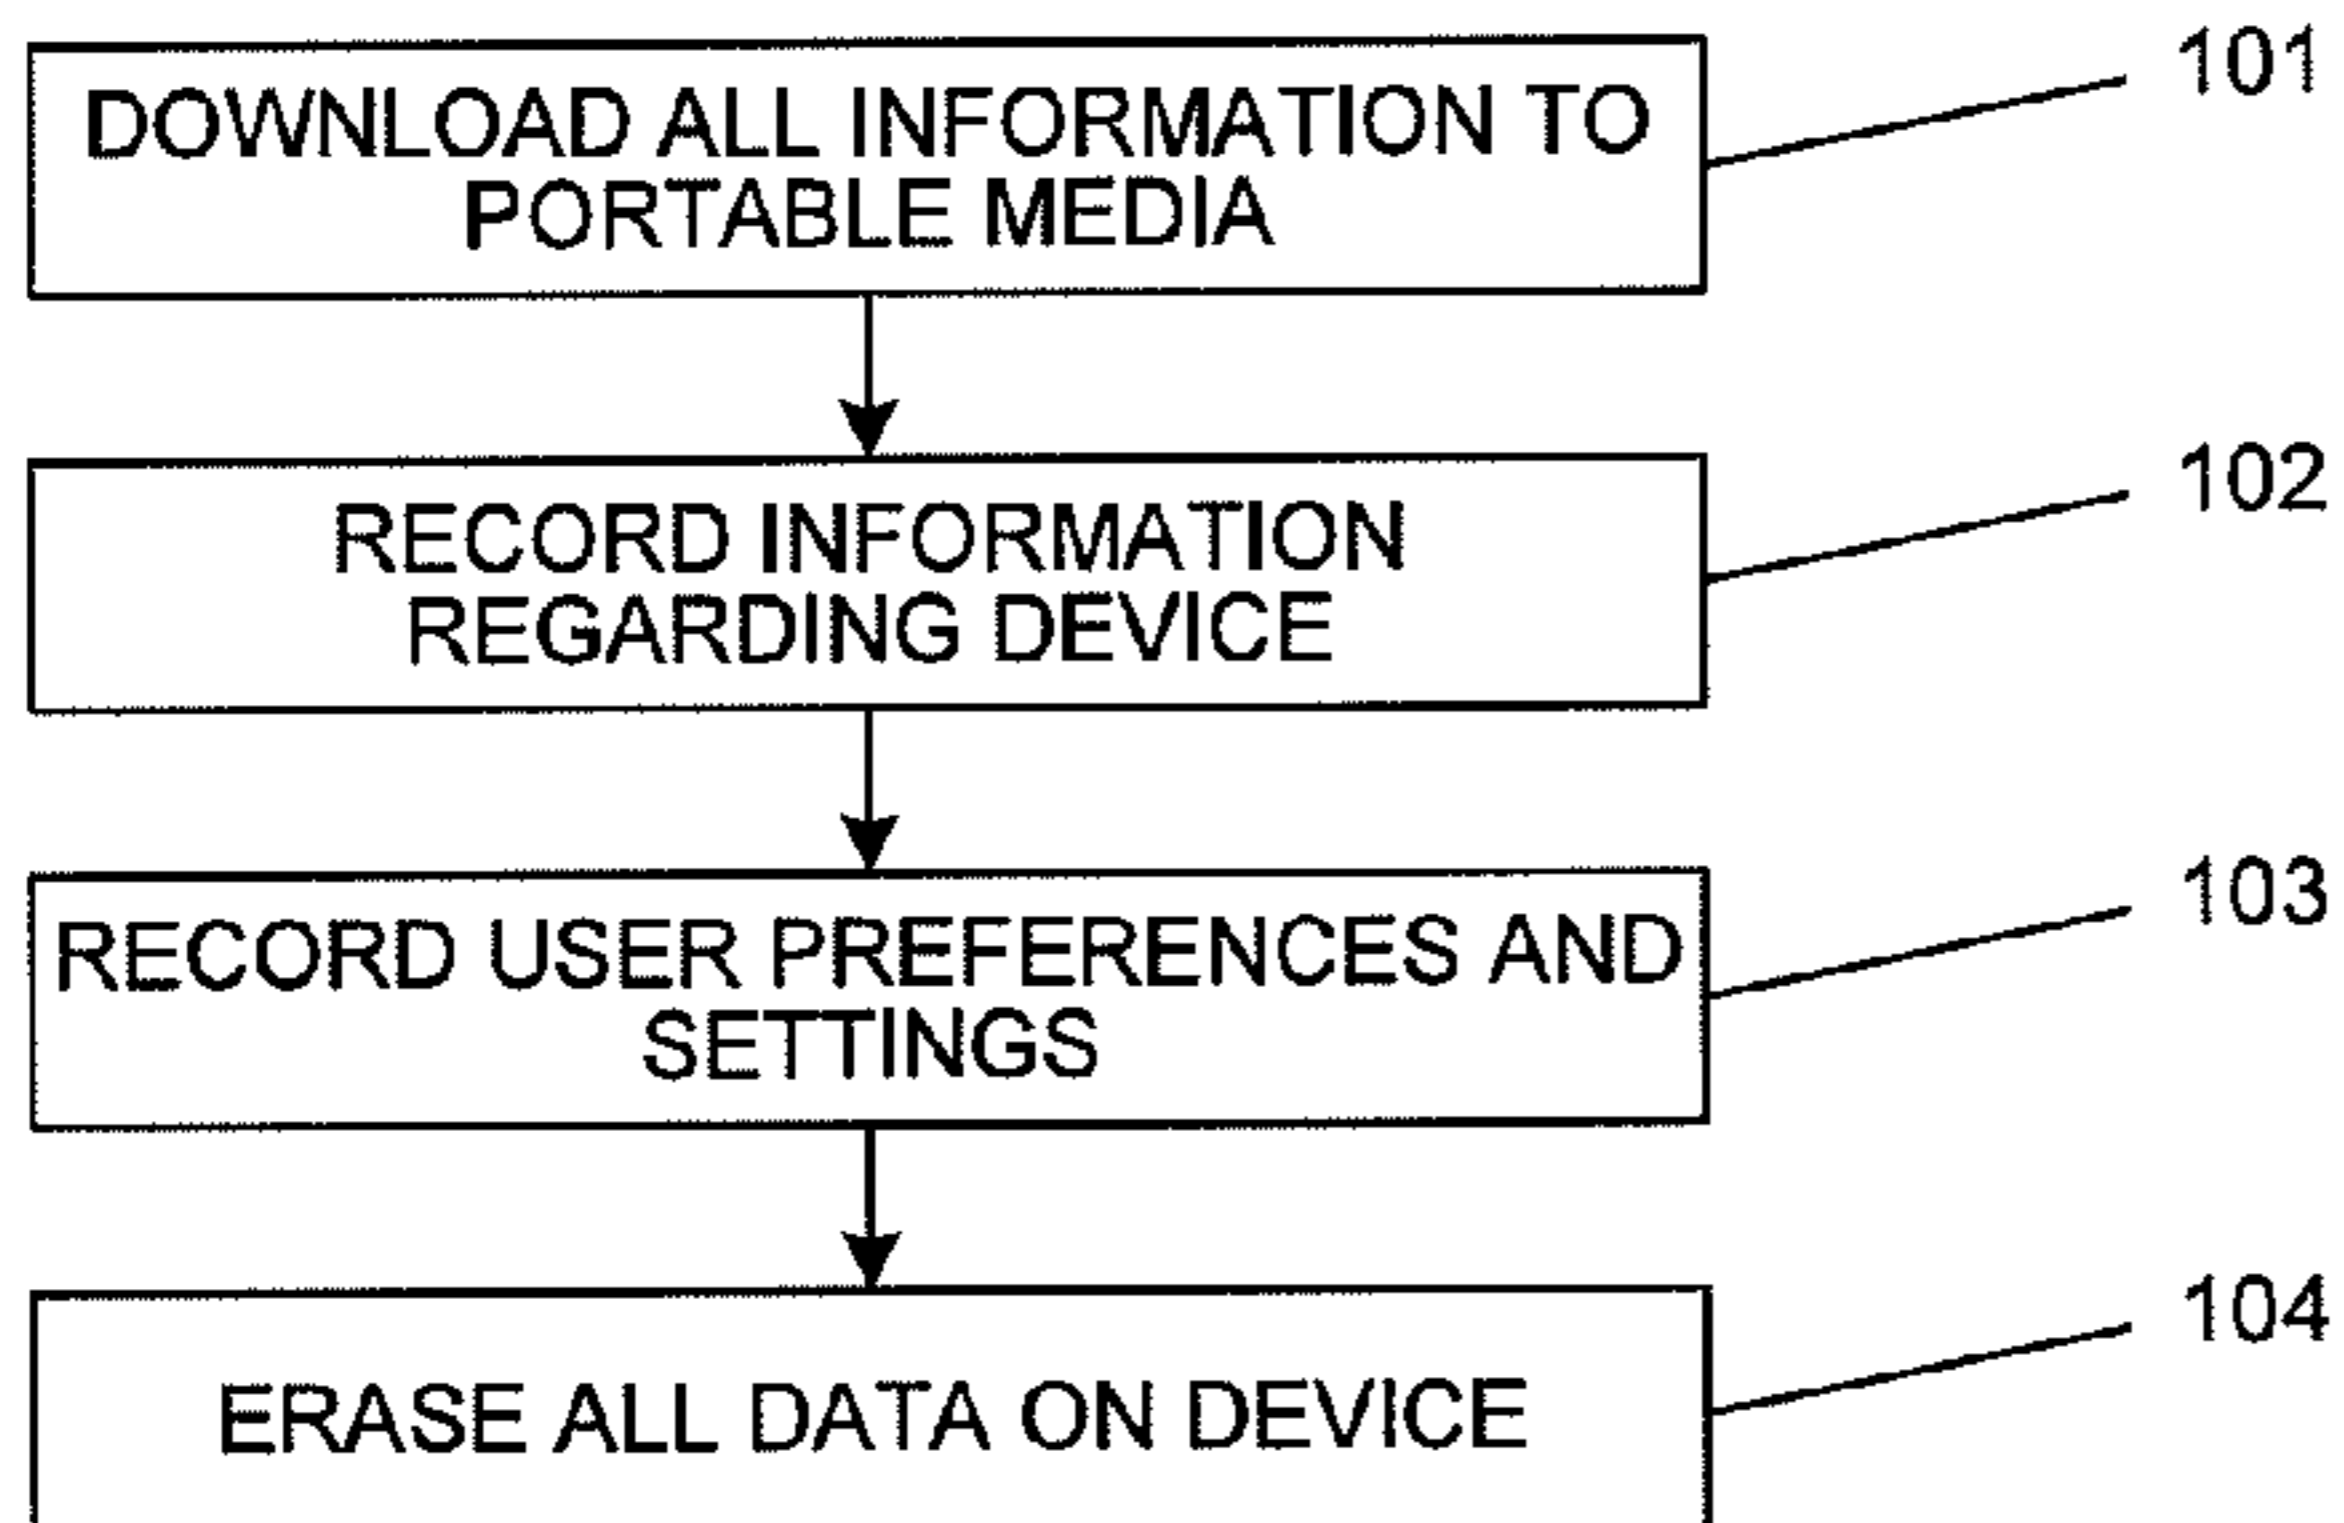 DOWNLOAD ALL INFORMATION TO
PORTABLE MEDIA
101
RECORD INFORMATION
REGARDING DEVICE
102
RECORD USER PREFERENCES AND
SETTINGS
103
ERASE ALL DATA ON DEVICE
104